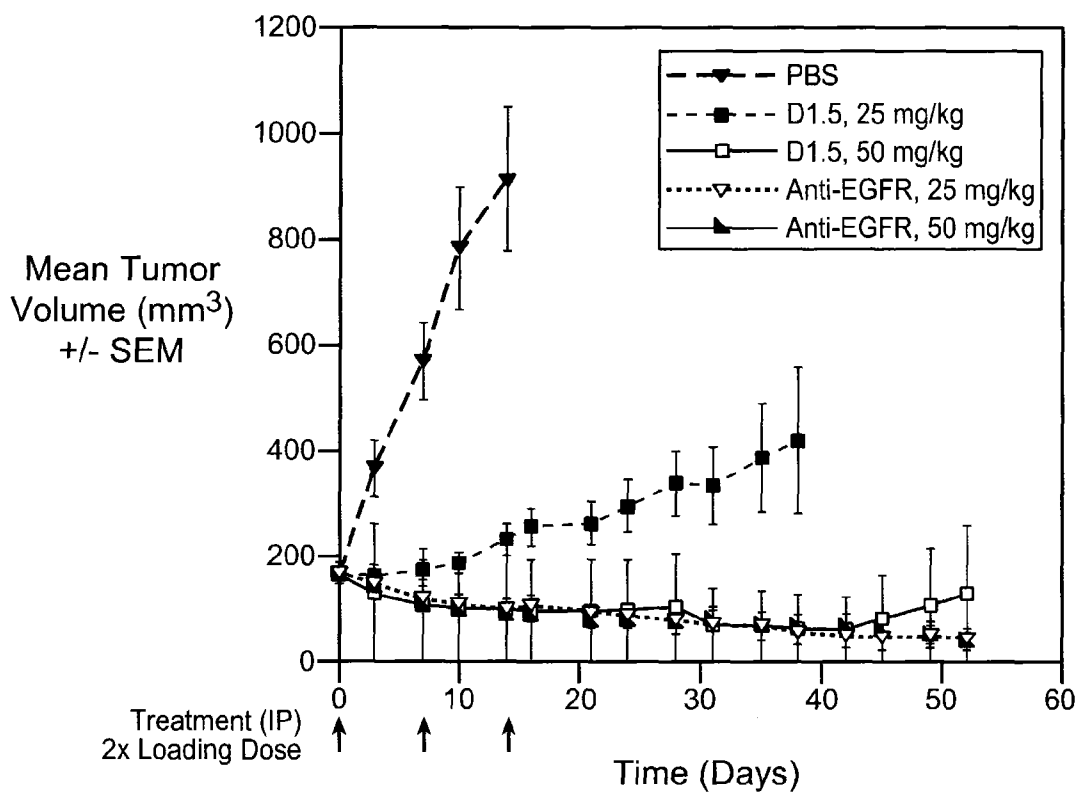 1200
1000
800
600
400
200
0
Mean Tumor
Volume (mm3)
+/- SEM
PBS
D1.5, 25 mg/kg
D1.5, 50 mg/kg
Anti-EGFR, 25 mg/kg
Anti-EGFR, 50 mg/kg
0 10 20 30 40 50 60
Treatment (IP)
2x Loading Dose
Time (Days)